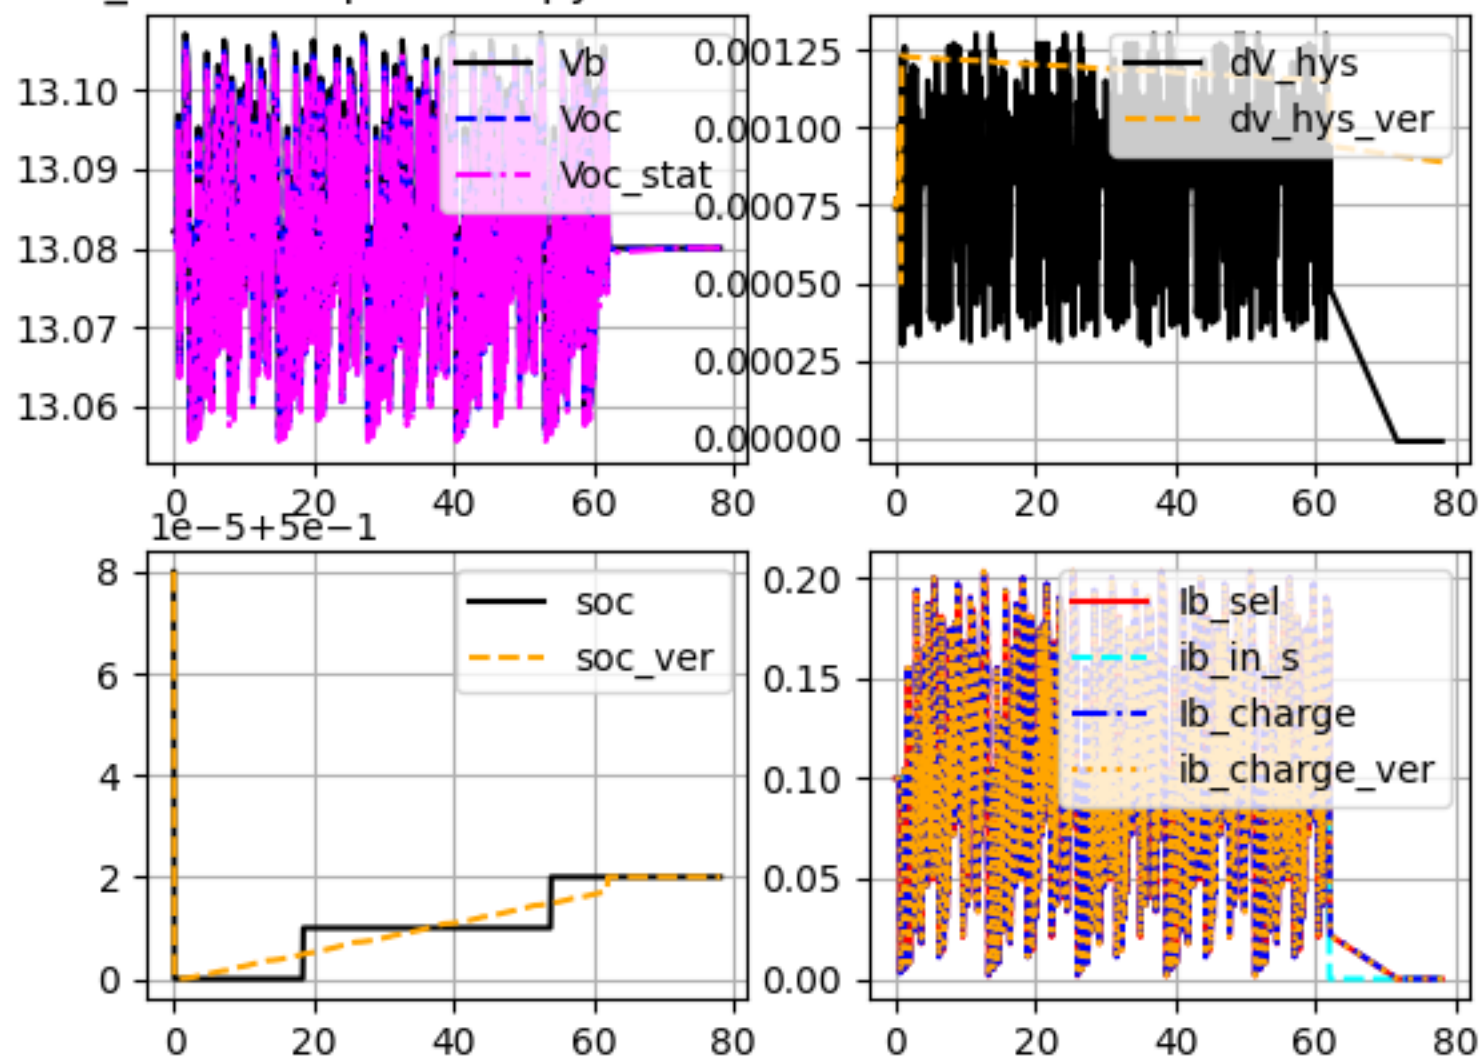 13.10
13.09
13.08
13.07
13.06
Vb
Voc
Voc_stat
0 20 40 60 80
0.00125
0.00100
0.00075
0.00050
0.00025
0.00000
dV_hys
dv_hys_ver
0 20 40 60 80
1e−5+5e−1
8
6
4
2
0
soc
soc_ver
0 20 40 60 80
0.20
0.15
0.10
0.05
0.00
Ib_sel
ib_in_s
Ib_charge
ib_charge_ver
0 20 40 60 80